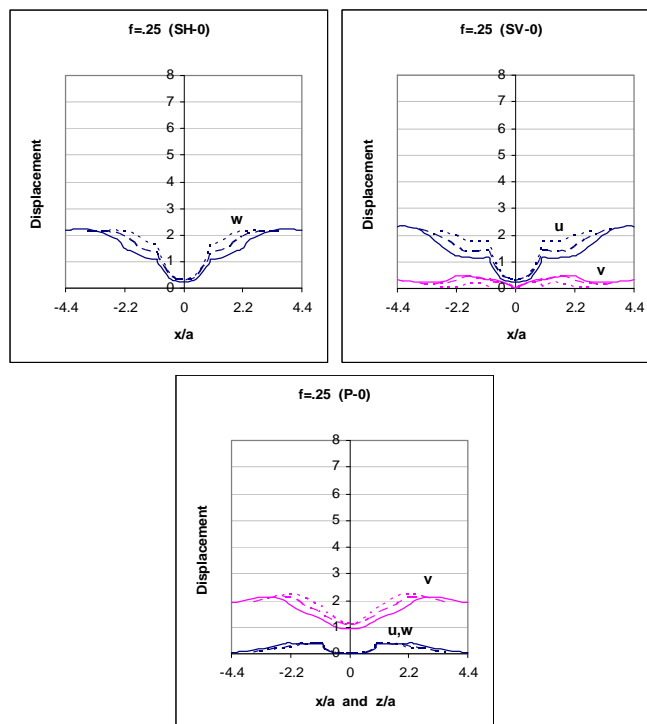 f=.25 (SH-0)
8
7
6
5
4
3
2
1
0
Displacement
w
-4.4 -2.2 0 2.2 4.4
x/a
f=.25 (SV-0)
8
7
6
5
4
3
2
1
0
Displacement
u
v
-4.4 -2.2 0 2.2 4.4
x/a
f=.25 (P-0)
8
7
6
5
4
3
2
1
0
Displacement
v
u,w
-4.4 -2.2 0 2.2 4.4
x/a and z/a